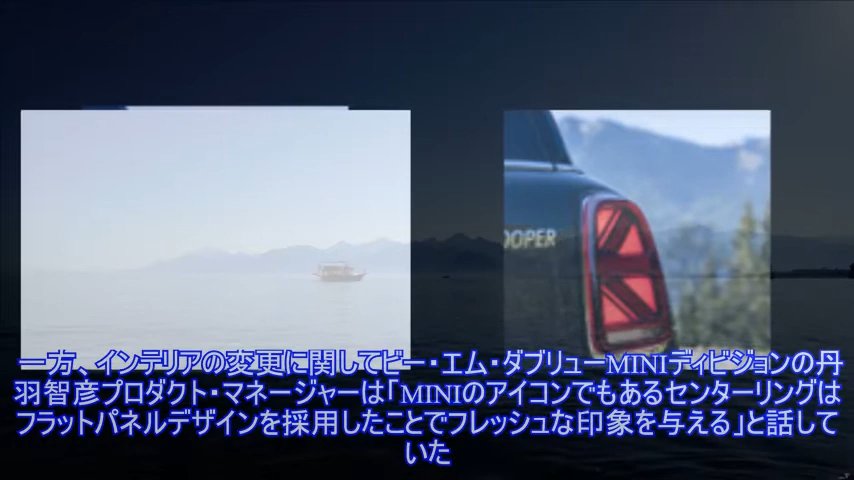 OOPER
一方、インテリアの変更に関してビー・エム・ダブリューMINIディビジョンの丹
羽智彦プロダクト・マネージャーは「MINIのアイコンでもあるセンターリングは
フラットパネルデザインを採用したことでフレッシュな印象を与える」と話して
いた